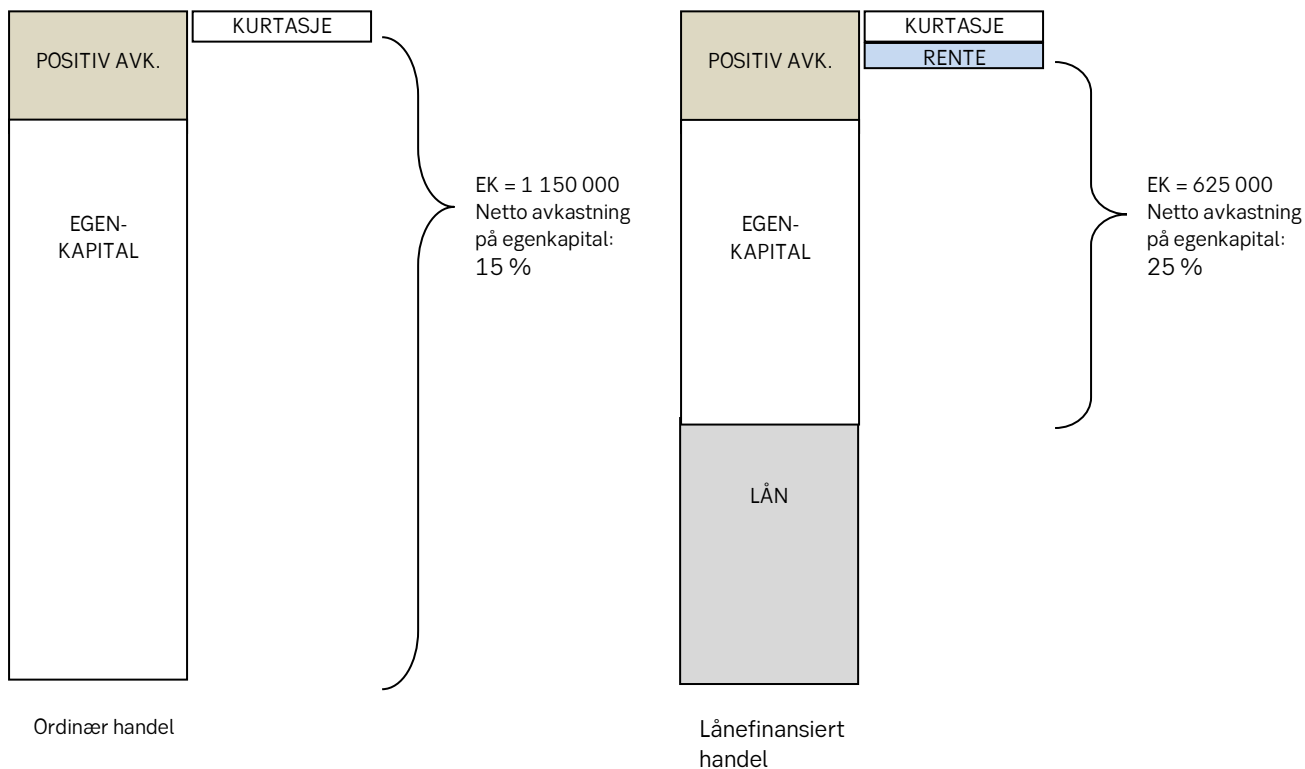 POSITIV AVK.
KURTASJE
EGEN-
KAPITAL
EK = 1 150 000
Netto avkastning
på egenkapital:
15 %
Ordinær handel
POSITIV AVK.
KURTASJE
RENTE
EGEN-
KAPITAL
EK = 625 000
Netto avkastning
på egenkapital:
25 %
LÅN
Lånefinansiert
handel